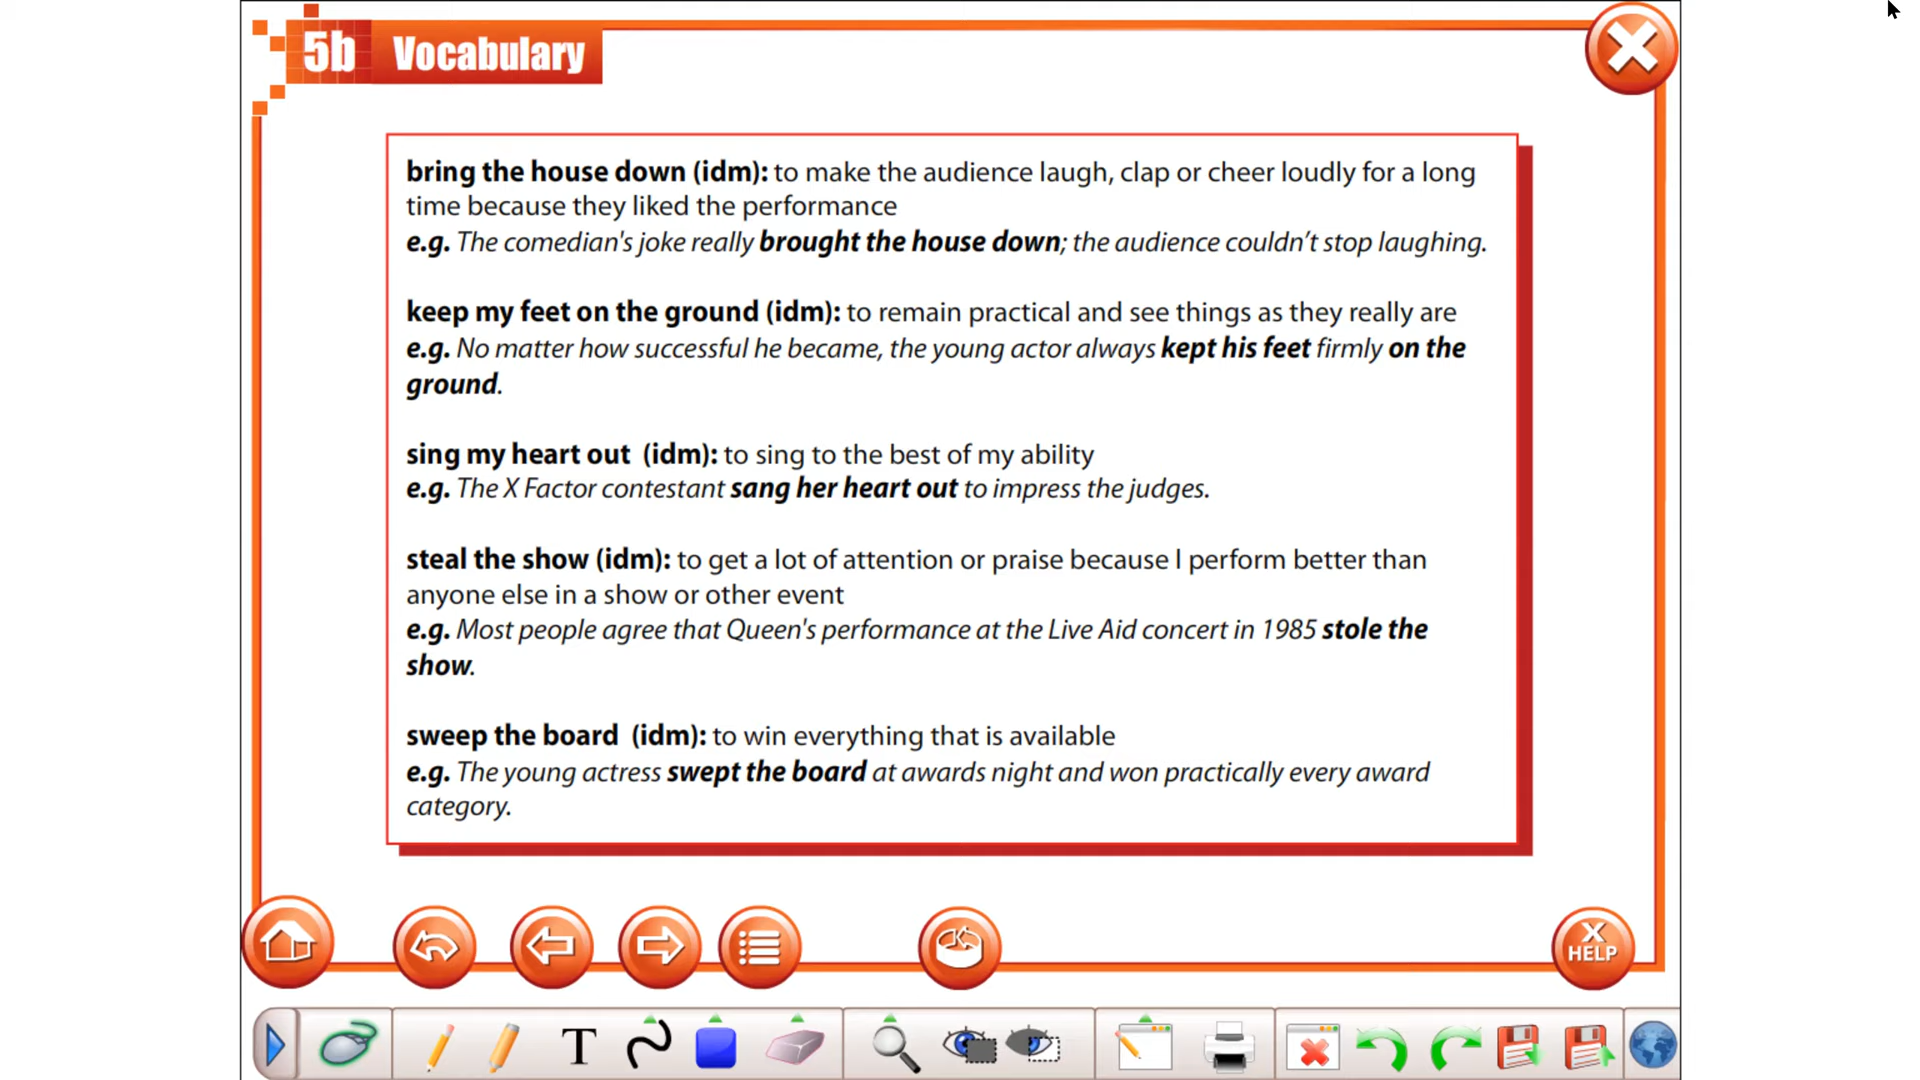 5b Vocabulary
bring the house down (idm): to make the audience laugh, clap or cheer loudly for a long
time because they liked the performance
e.g. The comedian's joke really brought the house down; the audience couldn’t stop laughing.
keep my feet on the ground (idm): to remain practical and see things as they really are
e.g. No matter how successful he became, the young actor always kept his feet firmly on the
ground.
sing my heart out (idm): to sing to the best of my ability
e.g. The X Factor contestant sang her heart out to impress the judges.
steal the show (idm): to get a lot of attention or praise because I perform better than
anyone else in a show or other event
e.g. Most people agree that Queen's performance at the Live Aid concert in 1985 stole the
show.
sweep the board (idm): to win everything that is available
e.g. The young actress swept the board at awards night and won practically every award
category.
X
HELP
T